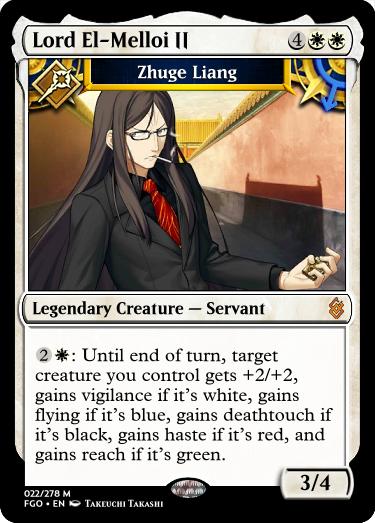 Lord El-Melloi II 4
Zhuge Liang
Legendary Creature — Servant
2 : Until end of turn, target
creature you control gets +2/+2,
gains vigilance if it's white, gains
flying if it's blue, gains deathtouch if
it's black, gains haste if it's red, and
gains reach if it's green.
3/4
022/278 M
FGO • EN Takeuchi Takashi